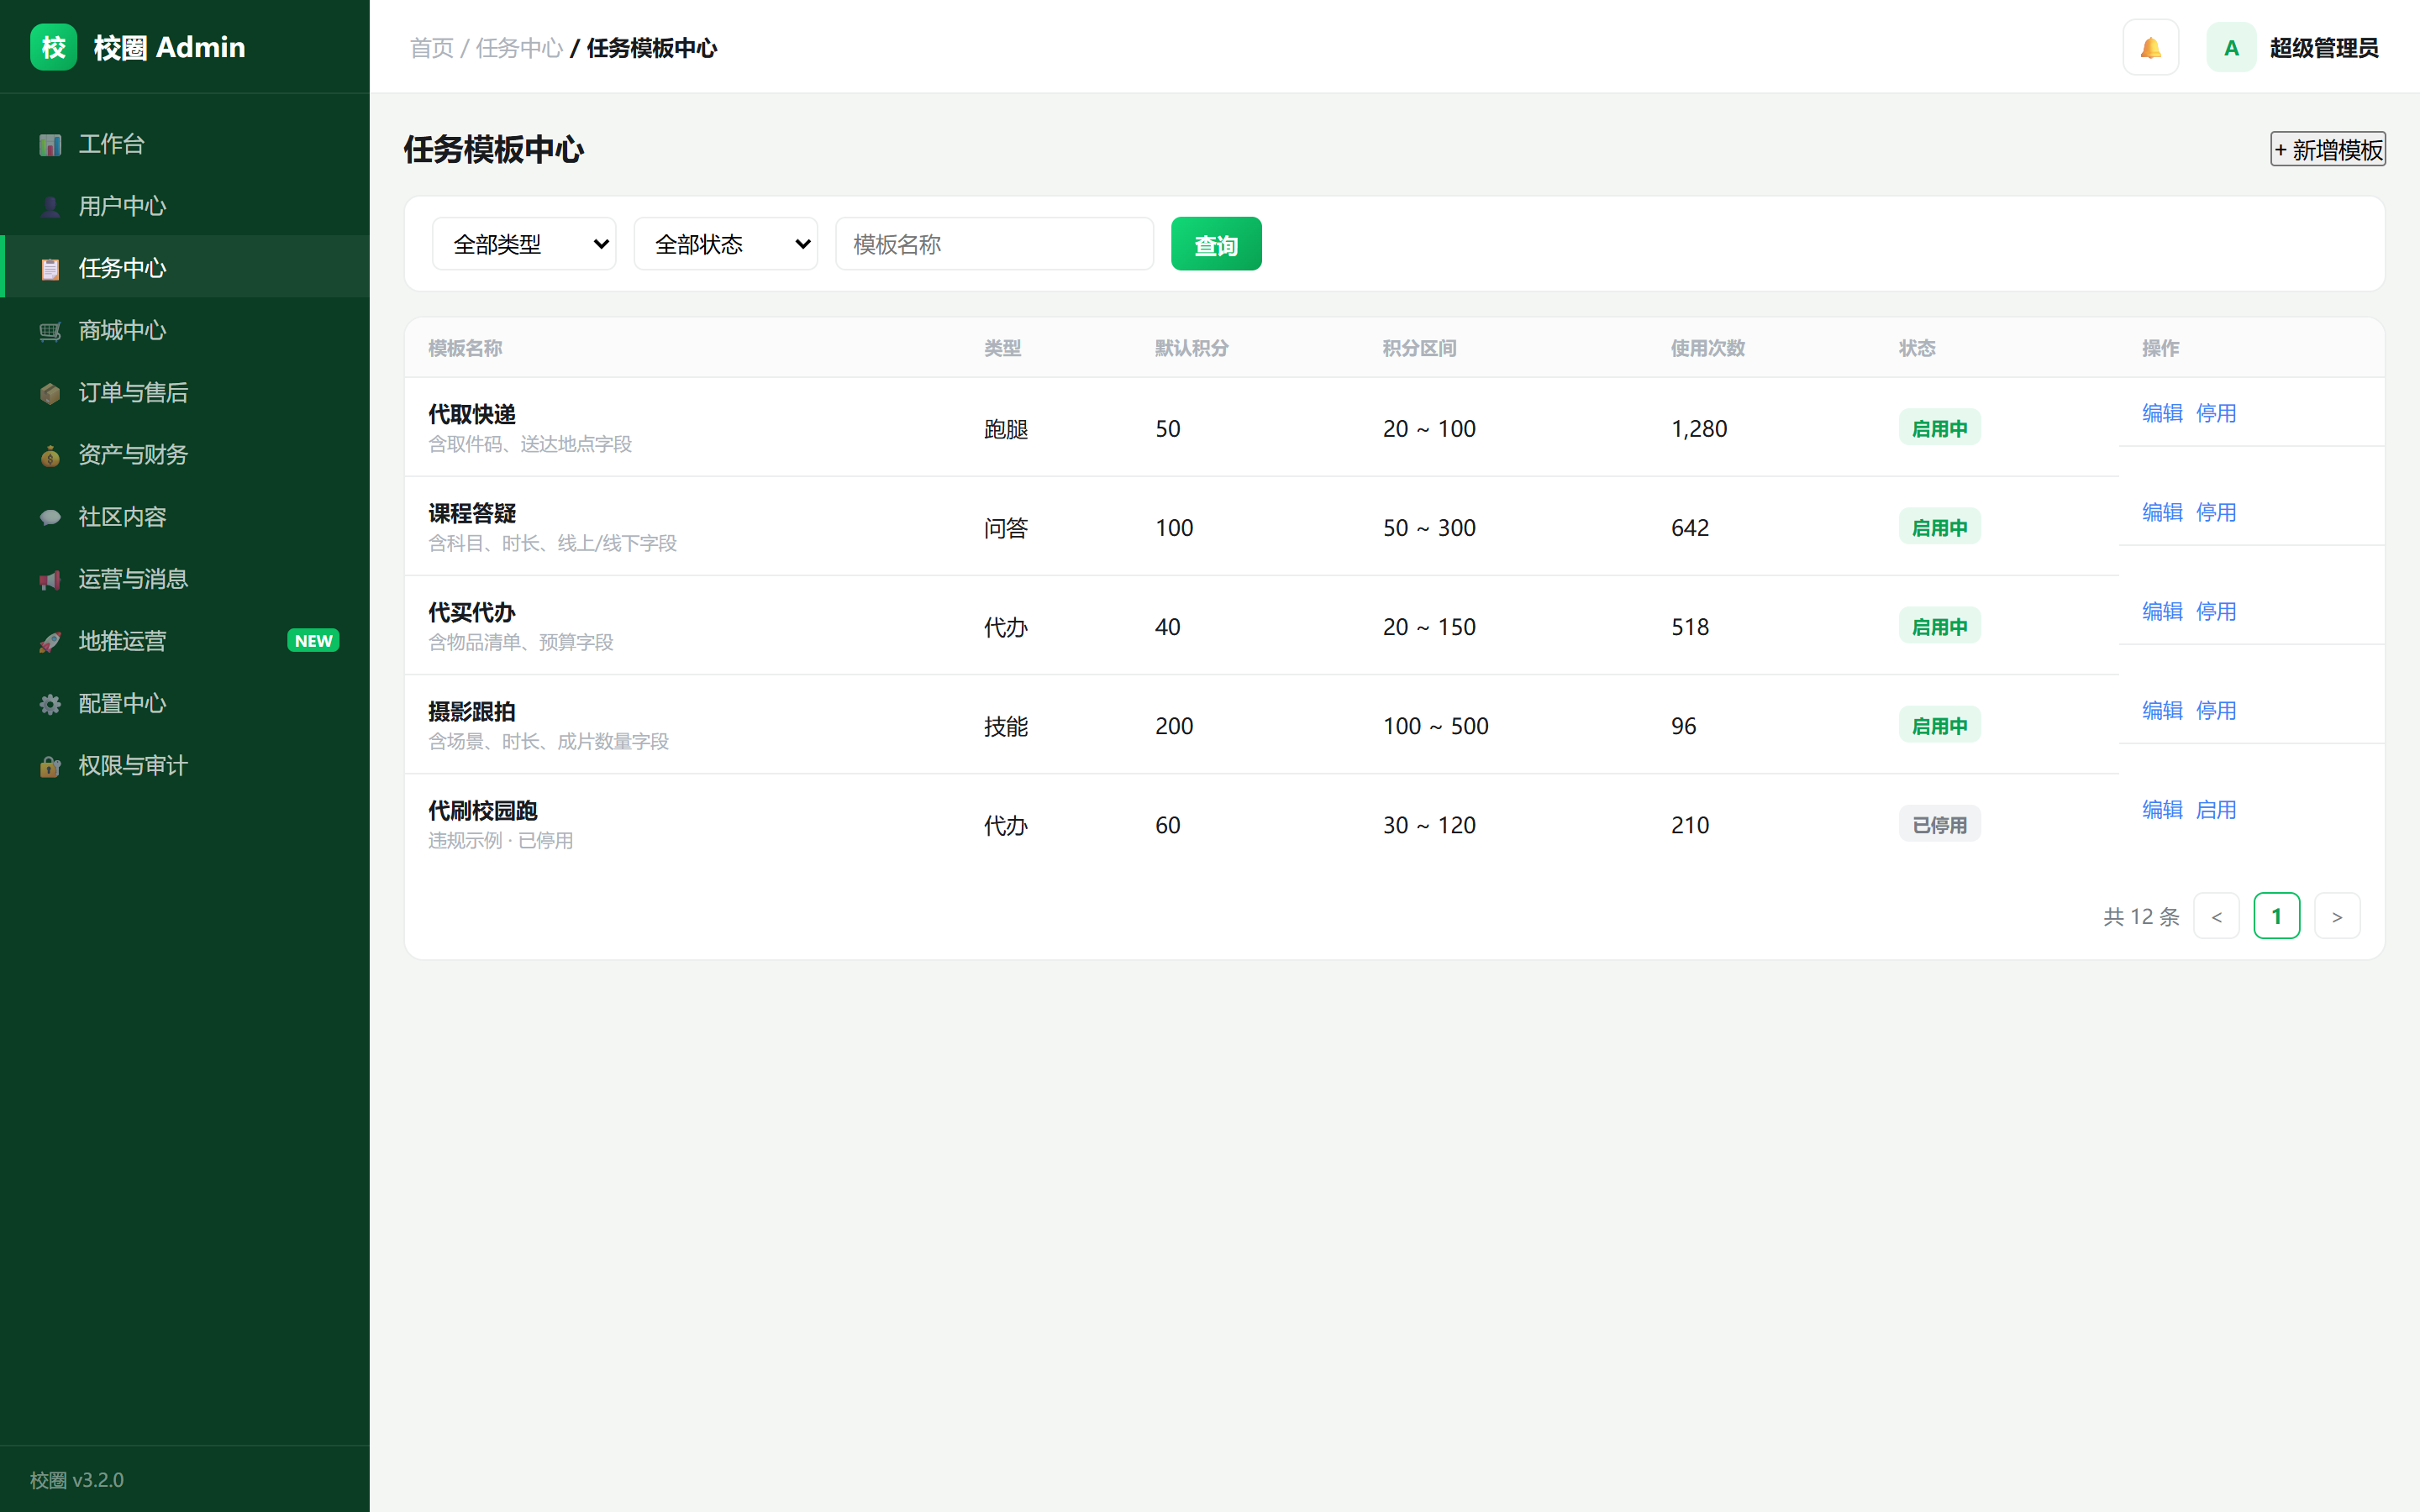 校 校圈 Admin
首页 / 任务中心 / 任务模板中心
A 超级管理员
工作台
用户中心
任务中心
商城中心
订单与售后
资产与财务
社区内容
运营与消息
地推运营 NEW
配置中心
权限与审计
校圈 v3.2.0
任务模板中心
+ 新增模板
全部类型 全部状态 模板名称 查询
模板名称 类型 默认积分 积分区间 使用次数 状态 操作
代取快递 跑腿 50 20 ~ 100 1,280 启用中 编辑 停用
含取件码、送达地点字段
课程答疑 问答 100 50 ~ 300 642 启用中 编辑 停用
含科目、时长、线上/线下字段
代买代办 代办 40 20 ~ 150 518 启用中 编辑 停用
含物品清单、预算字段
摄影跟拍 技能 200 100 ~ 500 96 启用中 编辑 停用
含场景、时长、成片数量字段
代刷校园跑 代办 60 30 ~ 120 210 已停用 编辑 启用
违规示例 · 已停用
共 12 条 < 1 >